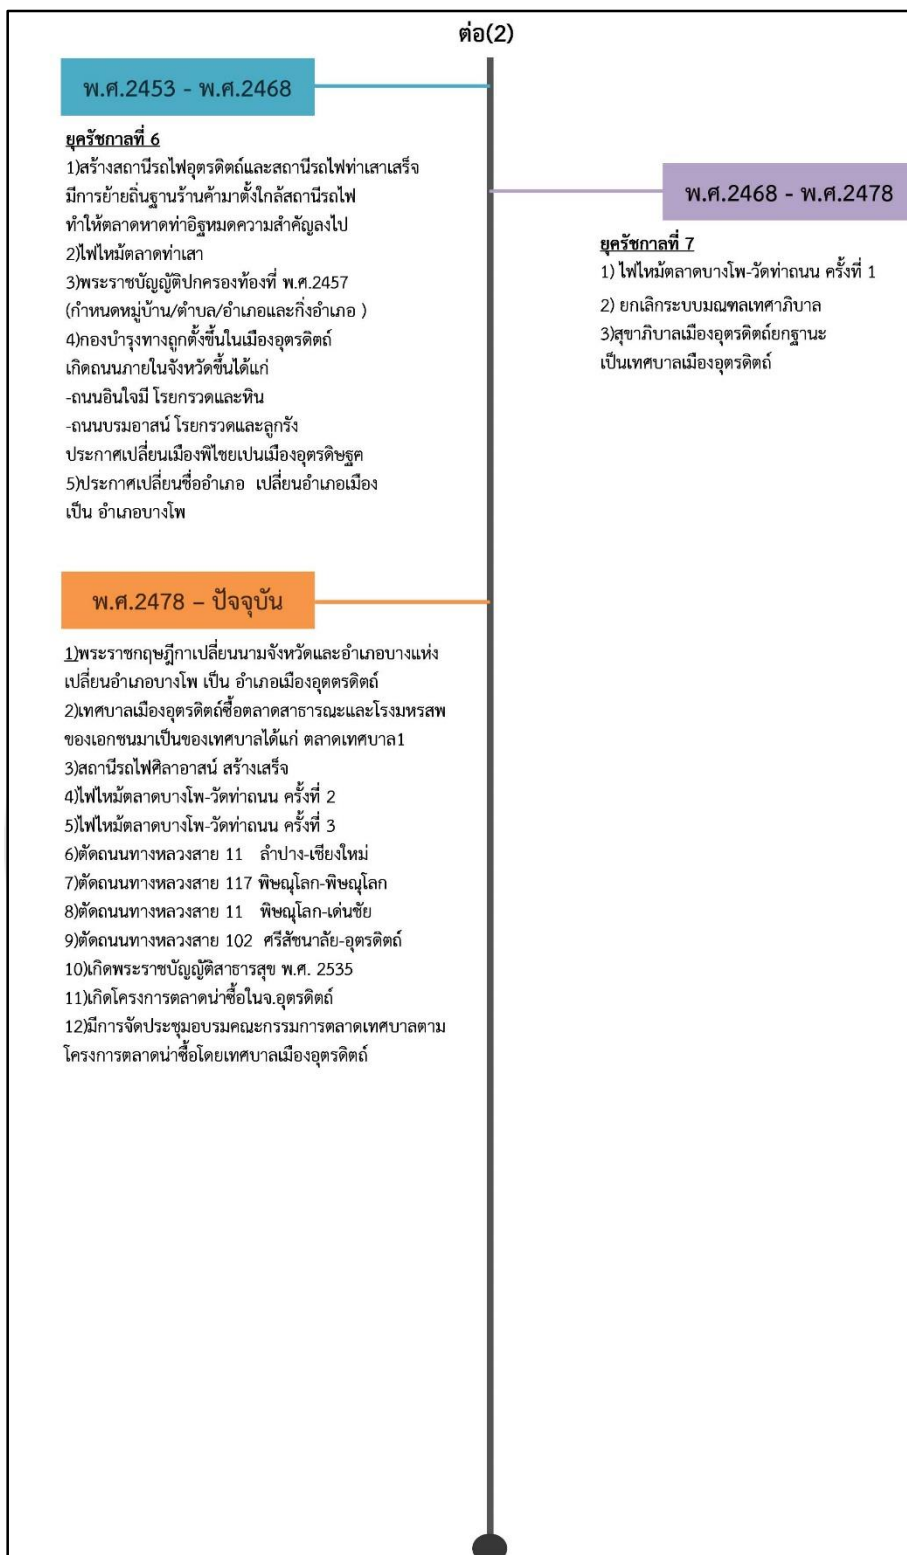 ต่อ(2)
พ.ศ.2453 - พ.ศ.2468
ยุครัชกาลที่ 6
1)สร้างสถานีรถไฟอุตรดิตถ์และสถานีรถไฟท่าเสาเสร็จ
มีการย้ายถิ่นฐานร้านค้ามาตั้งใกล้สถานีรถไฟ
ทำให้ตลาดหาดท่าอิฐหมดความสำคัญลงไป
2)ไฟไหม้ตลาดท่าเสา
3)พระราชบัญญัติปกครองท้องที่ พ.ศ.2457
(กำหนดหมู่บ้าน/ตำบล/อำเภอและกิ่งอำเภอ )
4)กองบำรุงทางถูกตั้งขึ้นในเมืองอุตรดิตถ์
เกิดถนนภายในจังหวัดขึ้นได้แก่
-ถนนอินใจมี โรยกรวดและหิน
-ถนนบรมอาสน์ โรยกรวดและลูกรัง
ประกาศเปลี่ยนเมืองพิไชยเปนเมืองอุตรดิษฐค
5)ประกาศเปลี่ยนชื่ออำเภอ เปลี่ยนอำเภอเมือง
เป็น อำเภอบางโพ
พ.ศ.2468 - พ.ศ.2478
ยุครัชกาลที่ 7
1) ไฟไหม้ตลาดบางโพ-วัดท่าถนน ครั้งที่ 1
2) ยกเลิกระบบมณฑลเทศาภิบาล
3)สุขาภิบาลเมืองอุตรดิตถ์ยกฐานะ
เป็นเทศบาลเมืองอุตรดิตถ์
พ.ศ.2478 – ปัจจุบัน
1)พระราชกฤษฎีกาเปลี่ยนนามจังหวัดและอำเภอบางแห่ง
เปลี่ยนอำเภอบางโพ เป็น อำเภอเมืองอุตตรดิตถ์
2)เทศบาลเมืองอุตรดิตถ์ซื้อตลาดสาธารณะและโรงมหรสพ
ของเอกชนมาเป็นของเทศบาลได้แก่ ตลาดเทศบาล1
3)สถานีรถไฟศิลาอาสน์ สร้างเสร็จ
4)ไฟไหม้ตลาดบางโพ-วัดท่าถนน ครั้งที่ 2
5)ไฟไหม้ตลาดบางโพ-วัดท่าถนน ครั้งที่ 3
6)ตัดถนนทางหลวงสาย 11 ลำปาง-เชียงใหม่
7)ตัดถนนทางหลวงสาย 117 พิษณุโลก-พิษณุโลก
8)ตัดถนนทางหลวงสาย 11 พิษณุโลก-เด่นชัย
9)ตัดถนนทางหลวงสาย 102 ศรีสัชนาลัย-อุตรดิตถ์
10)เกิดพระราชบัญญัติสาธารสุข พ.ศ. 2535
11)เกิดโครงการตลาดน่าซื้อในจ.อุตรดิตถ์
12)มีการจัดประชุมอบรมคณะกรรมการตลาดเทศบาลตาม
โครงการตลาดน่าซื้อโดยเทศบาลเมืองอุตรดิตถ์